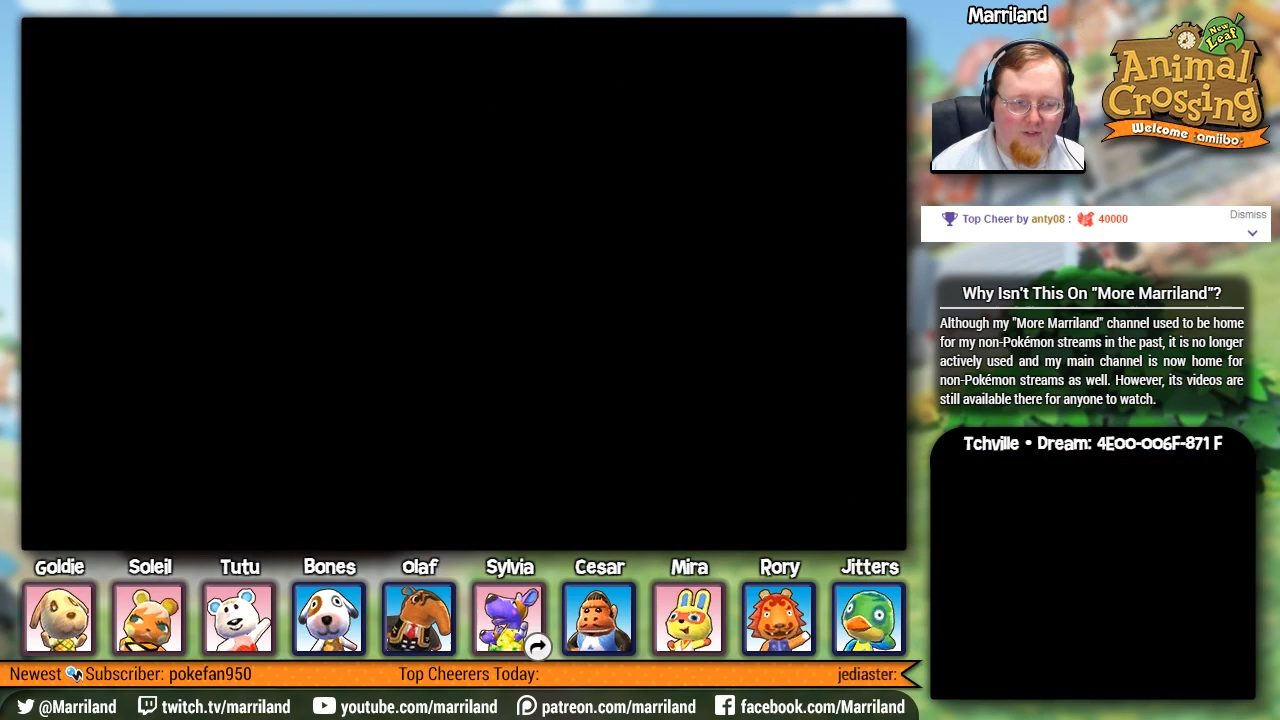 Marriland
New Leaf
Animal
Crossing
Welcome amiibo
Top Cheer by anty08 : 40000
Dismiss
Why Isn't This On "More Marriland"?
Although my "More Marriland" channel used to be home
for my non-Pokémon streams in the past, it is no longer
actively used and my main channel is now home for
non-Pokémon streams as well. However, its videos are
still available there for anyone to watch.
Tchville • Dream: 4E00-006F-871F
Goldie Soleil Tutu Bones Olaf Sylvia Cesar Mira Rory Jitters
Newest Subscriber: pokefan950 Top Cheerers Today: jediaster:
@Marriland twitch.tv/marriland youtube.com/marriland patreon.com/marriland facebook.com/Marriland